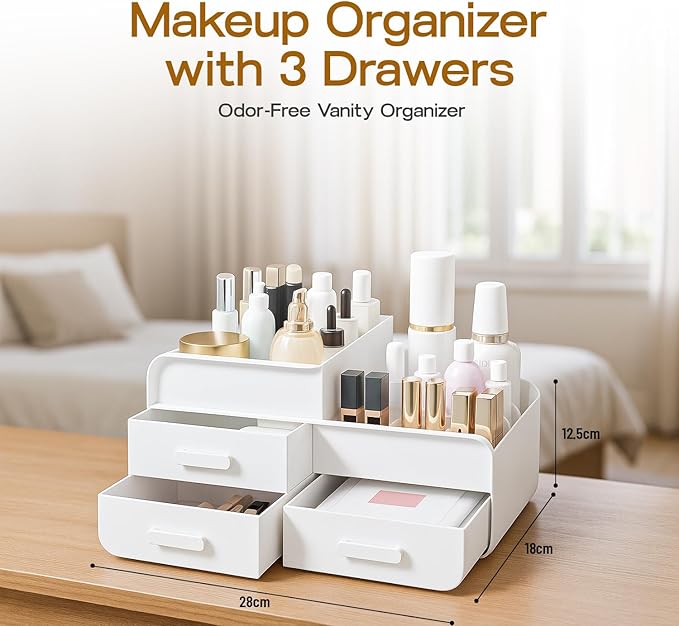 Makeup Organizer
with 3 Drawers
Odor-Free Vanity Organizer
12.5cm
18cm
28cm